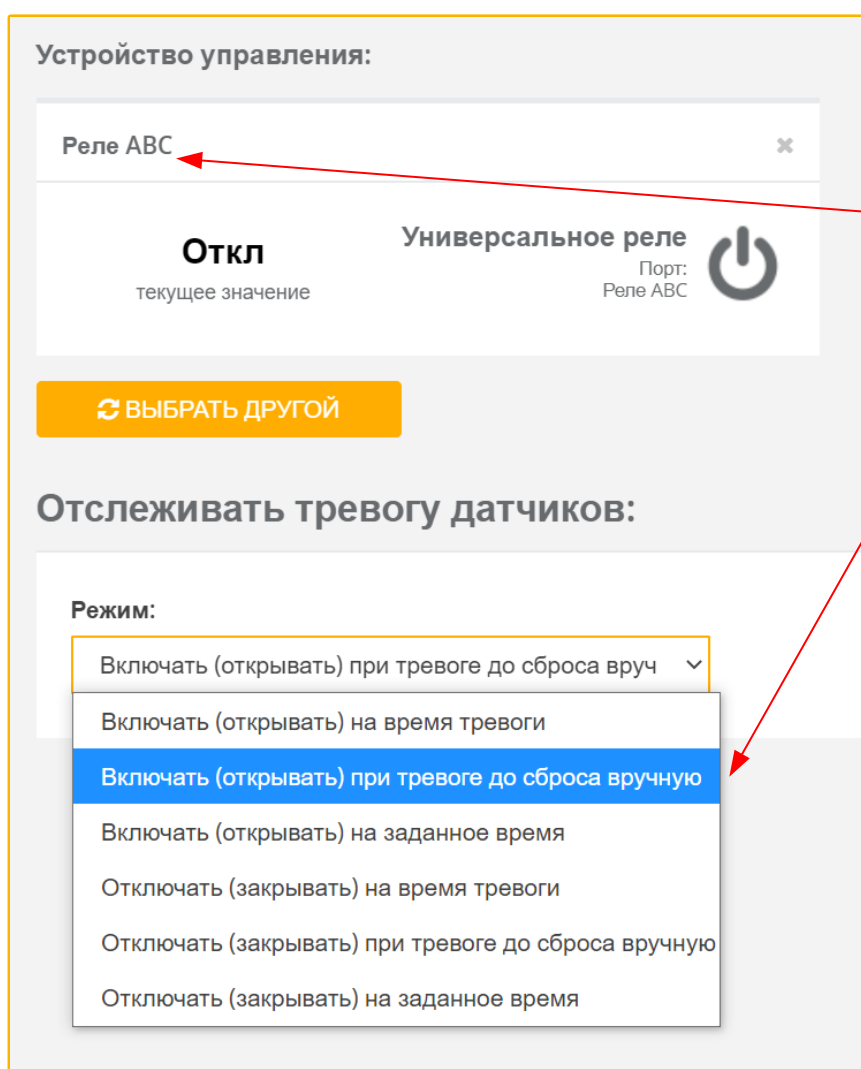 Устройство управления:
Реле АВС
Откл
текущее значение
Универсальное реле
Порт:
Реле АВС
ВЫБРАТЬ ДРУГОЙ
Отслеживать тревогу датчиков:
Режим:
Включать (открывать) при тревоге до сброса вруч
Включать (открывать) на время тревоги
Включать (открывать) при тревоге до сброса вручную
Включать (открывать) на заданное время
Отключать (закрывать) на время тревоги
Отключать (закрывать) при тревоге до сброса вручную
Отключать (закрывать) на заданное время